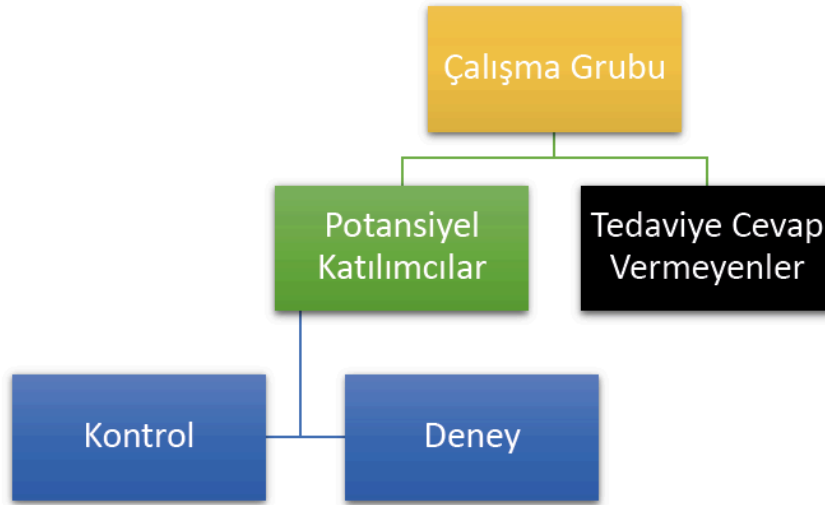 Çalışma Grubu
Potansiyel
Katılımcılar
Tedaviye Cevap
Vermeyenler
Kontrol
Deney